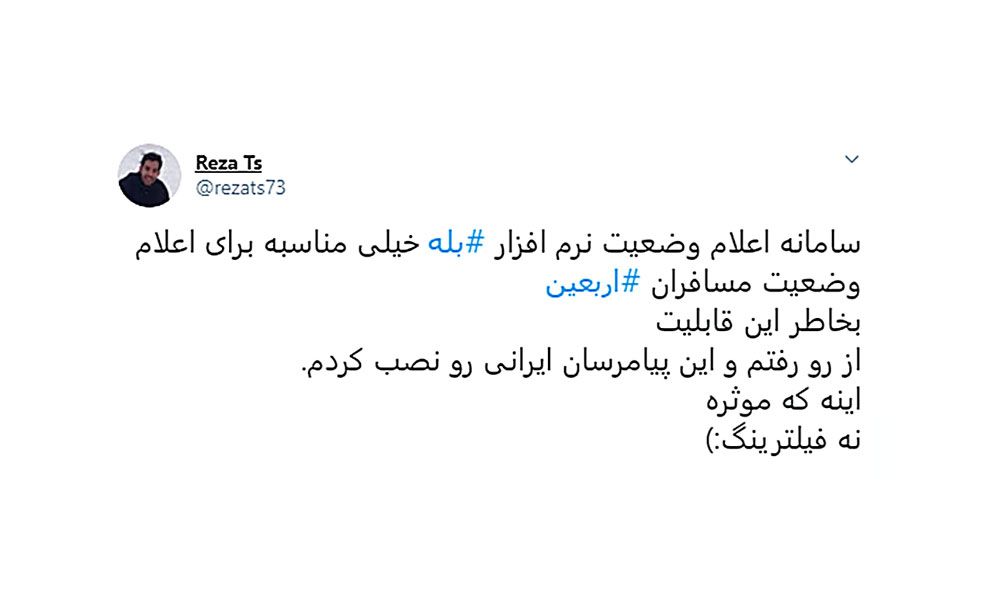 Reza Ts
@rezats73
سامانه اعلام وضعیت نرم افزار #بله خیلی مناسبه برای اعلام
وضعیت مسافران #اربعین
بخاطر این قابلیت
از رو رفتم و این پیامرسان ایرانی رو نصب کردم.
اینه که موثره
نه فیلترینگ:)